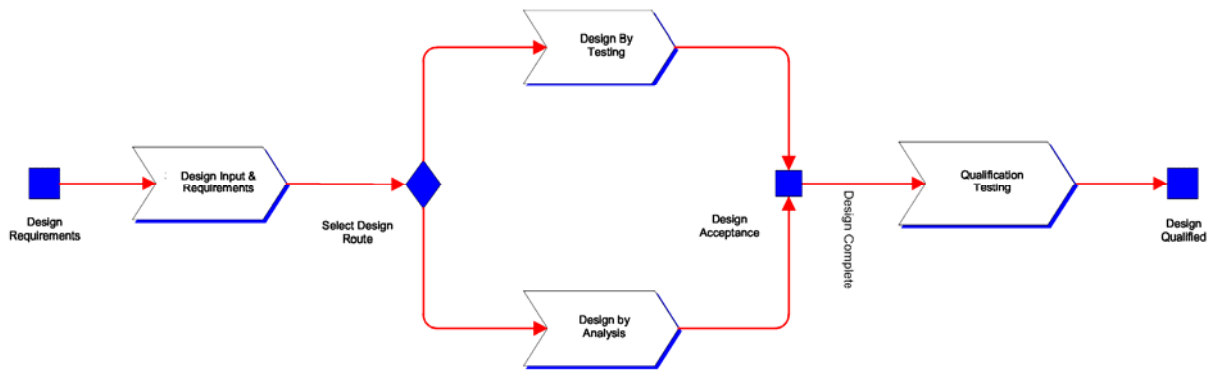 Design
Requirements
Design Input &
Requirements
Select Design
Route
Design By
Testing
Design by
Analysis
Design
Acceptance
Design Complete
Qualification
Testing
Design
Qualified